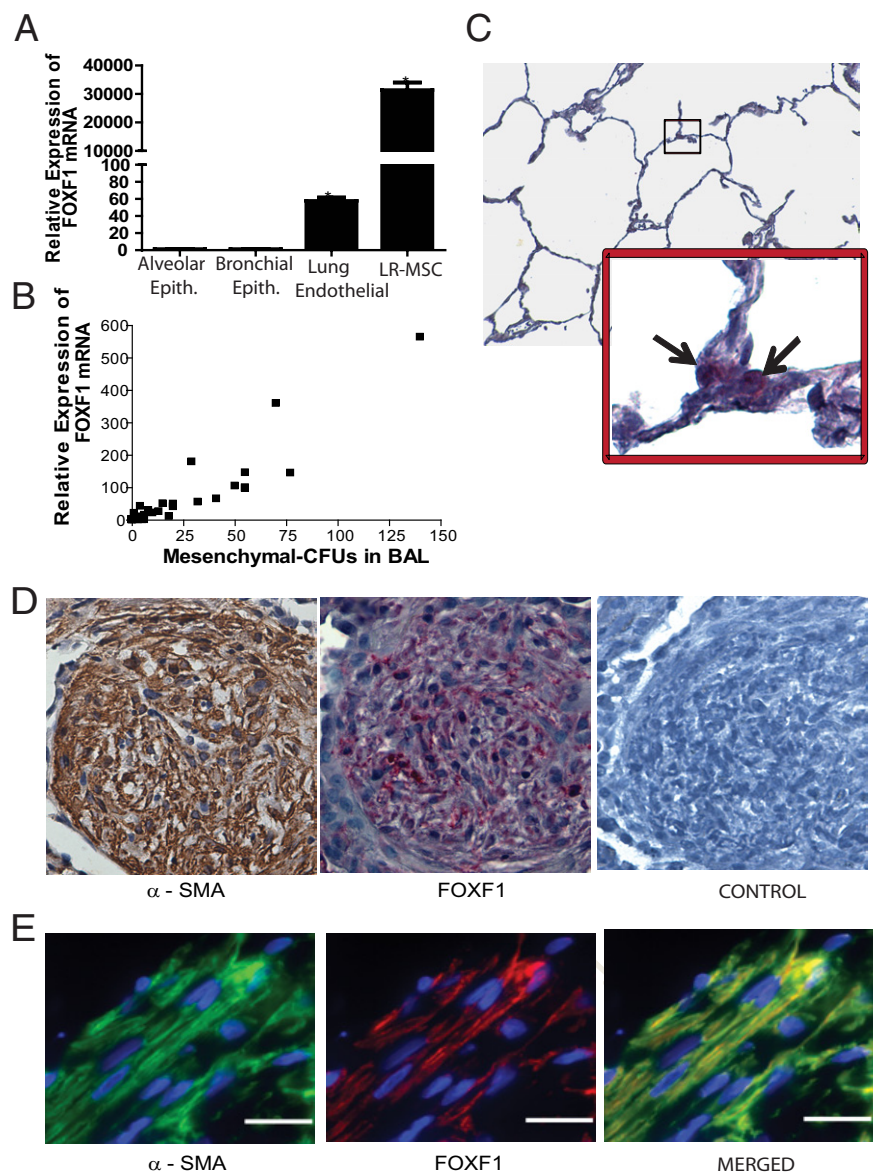 A
Relative Expression of
FOXF1 mRNA
40000
30000
20000
10000
100
80
60
40
20
0
Alveolar
Epith.
Bronchial
Epith.
Lung
Endothelial
LR-MSC
*
*
B
Relative Expression of
FOXF1 mRNA
600
500
400
300
200
100
0
0 25 50 75 100 125 150
Mesenchymal-CFUs in BAL
C
D
α - SMA
FOXF1
CONTROL
E
α - SMA
FOXF1
MERGED